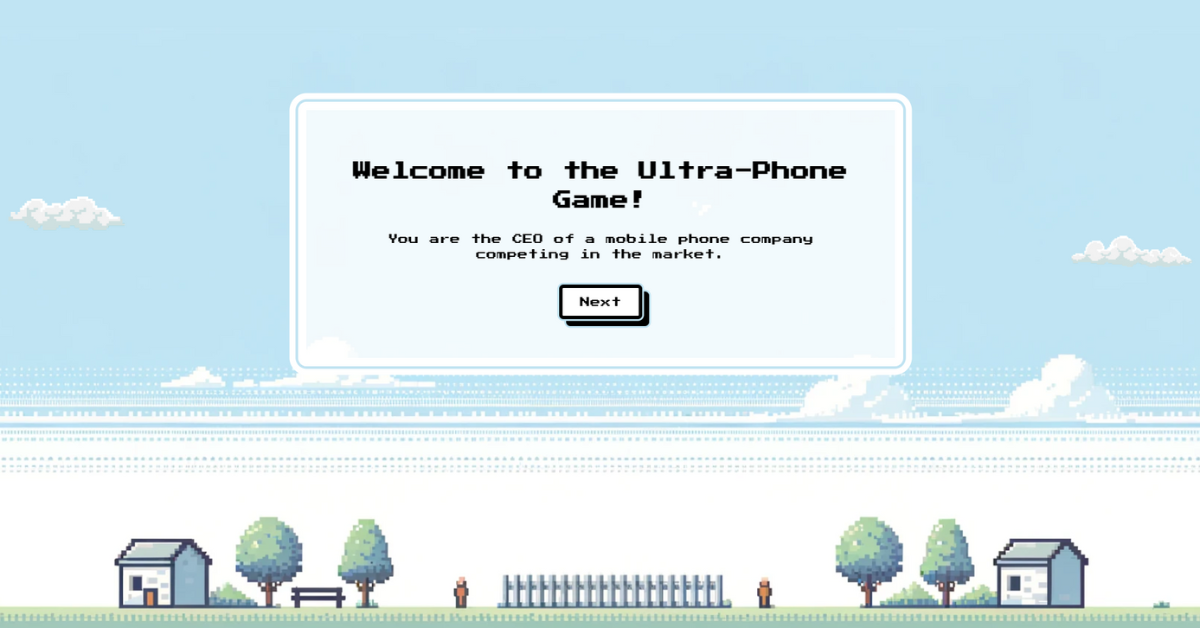 Welcome to the Ultra-Phone
Game!
You are the CEO of a mobile phone company
competing in the market.
Next